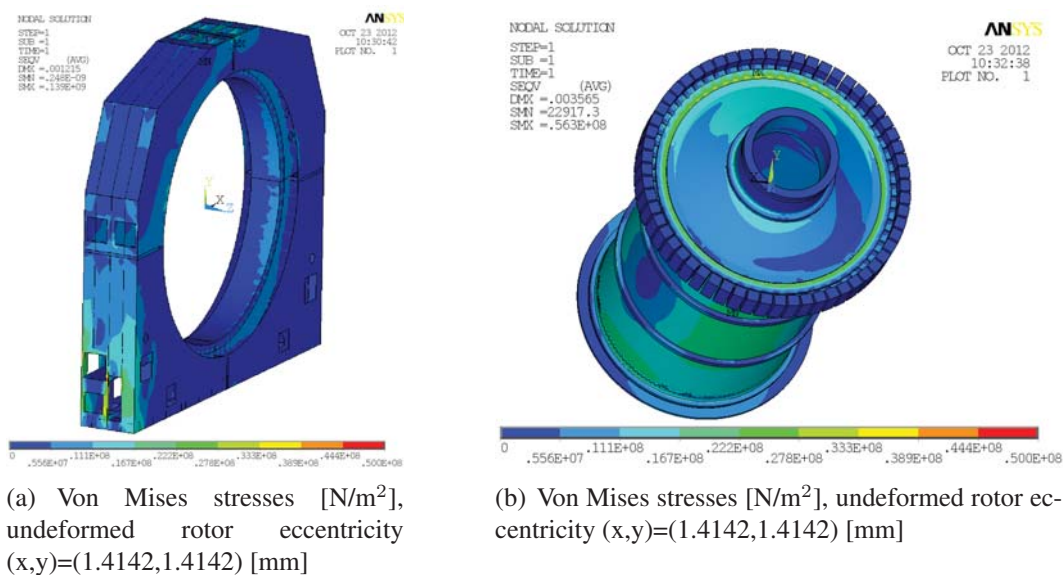 NODAL SOLUTION
STEP=1
SUB =1
TIME=1
SEQV (AVG)
DMX =.001215
SMN =.248E-09
SMX =.139E+09
ANSYS
OCT 23 2012
10:30:42
PLOT NO. 1
MN
Y
X
Z
0 .111E+08 .222E+08 .333E+08 .444E+08
.556E+07 .167E+08 .278E+08 .389E+08 .500E+08
(a) Von Mises stresses [N/m²],
undeformed rotor eccentricity
(x,y)=(1.4142,1.4142) [mm]
NODAL SOLUTION
STEP=1
SUB =1
TIME=1
SEQV (AVG)
DMX =.003565
SMN =22917.3
SMX =.563E+08
ANSYS
OCT 23 2012
10:32:38
PLOT NO. 1
MX
Y
0 .111E+08 .222E+08 .333E+08 .444E+08
.556E+07 .167E+08 .278E+08 .389E+08 .500E+08
(b) Von Mises stresses [N/m²], undeformed rotor ec-
centricity (x,y)=(1.4142,1.4142) [mm]